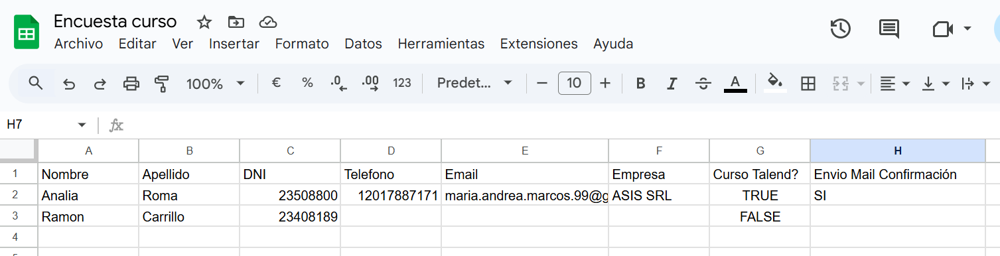 Encuesta curso
Archivo Editar Ver Insertar Formato Datos Herramientas Extensiones Ayuda
100% € % .0 .00 123 Predet... 10 B I S A
H7 fx
A B C D E F G H
1 Nombre Apellido DNI Telefono Email Empresa Curso Talend? Envio Mail Confirmación
2 Analia Roma 23508800 12017887171 maria.andrea.marcos.99@g ASIS SRL TRUE SI
3 Ramon Carrillo 23408189 FALSE
4